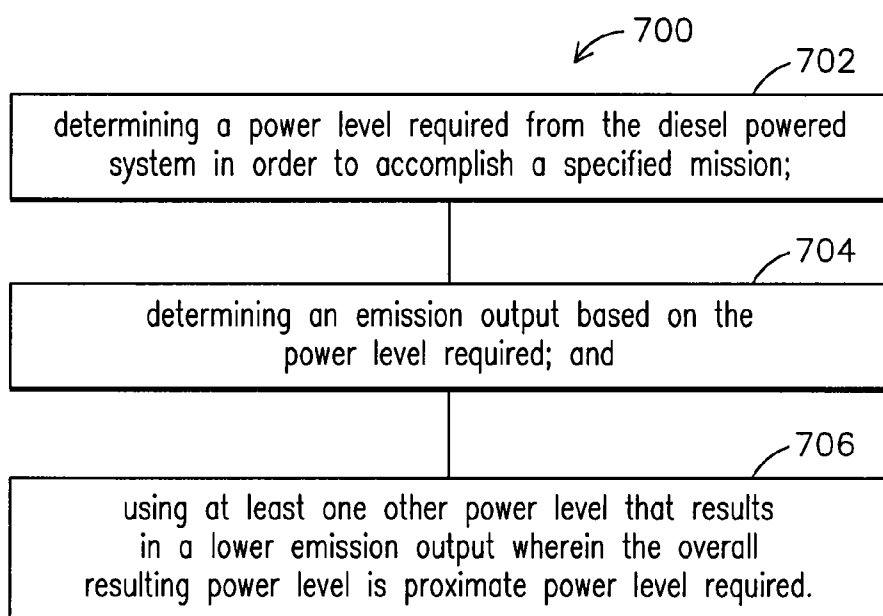 700
702
determining a power level required from the diesel powered
system in order to accomplish a specified mission;
704
determining an emission output based on the
power level required; and
706
using at least one other power level that results
in a lower emission output wherein the overall
resulting power level is proximate power level required.